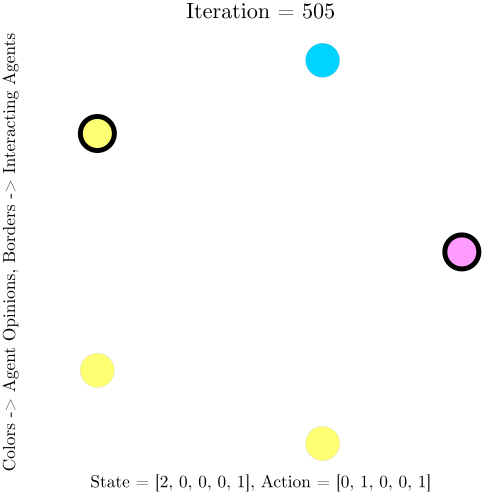 Iteration = 505
Colors -> Agent Opinions, Borders -> Interacting Agents
State = [2, 0, 0, 0, 1], Action = [0, 1, 0, 0, 1]